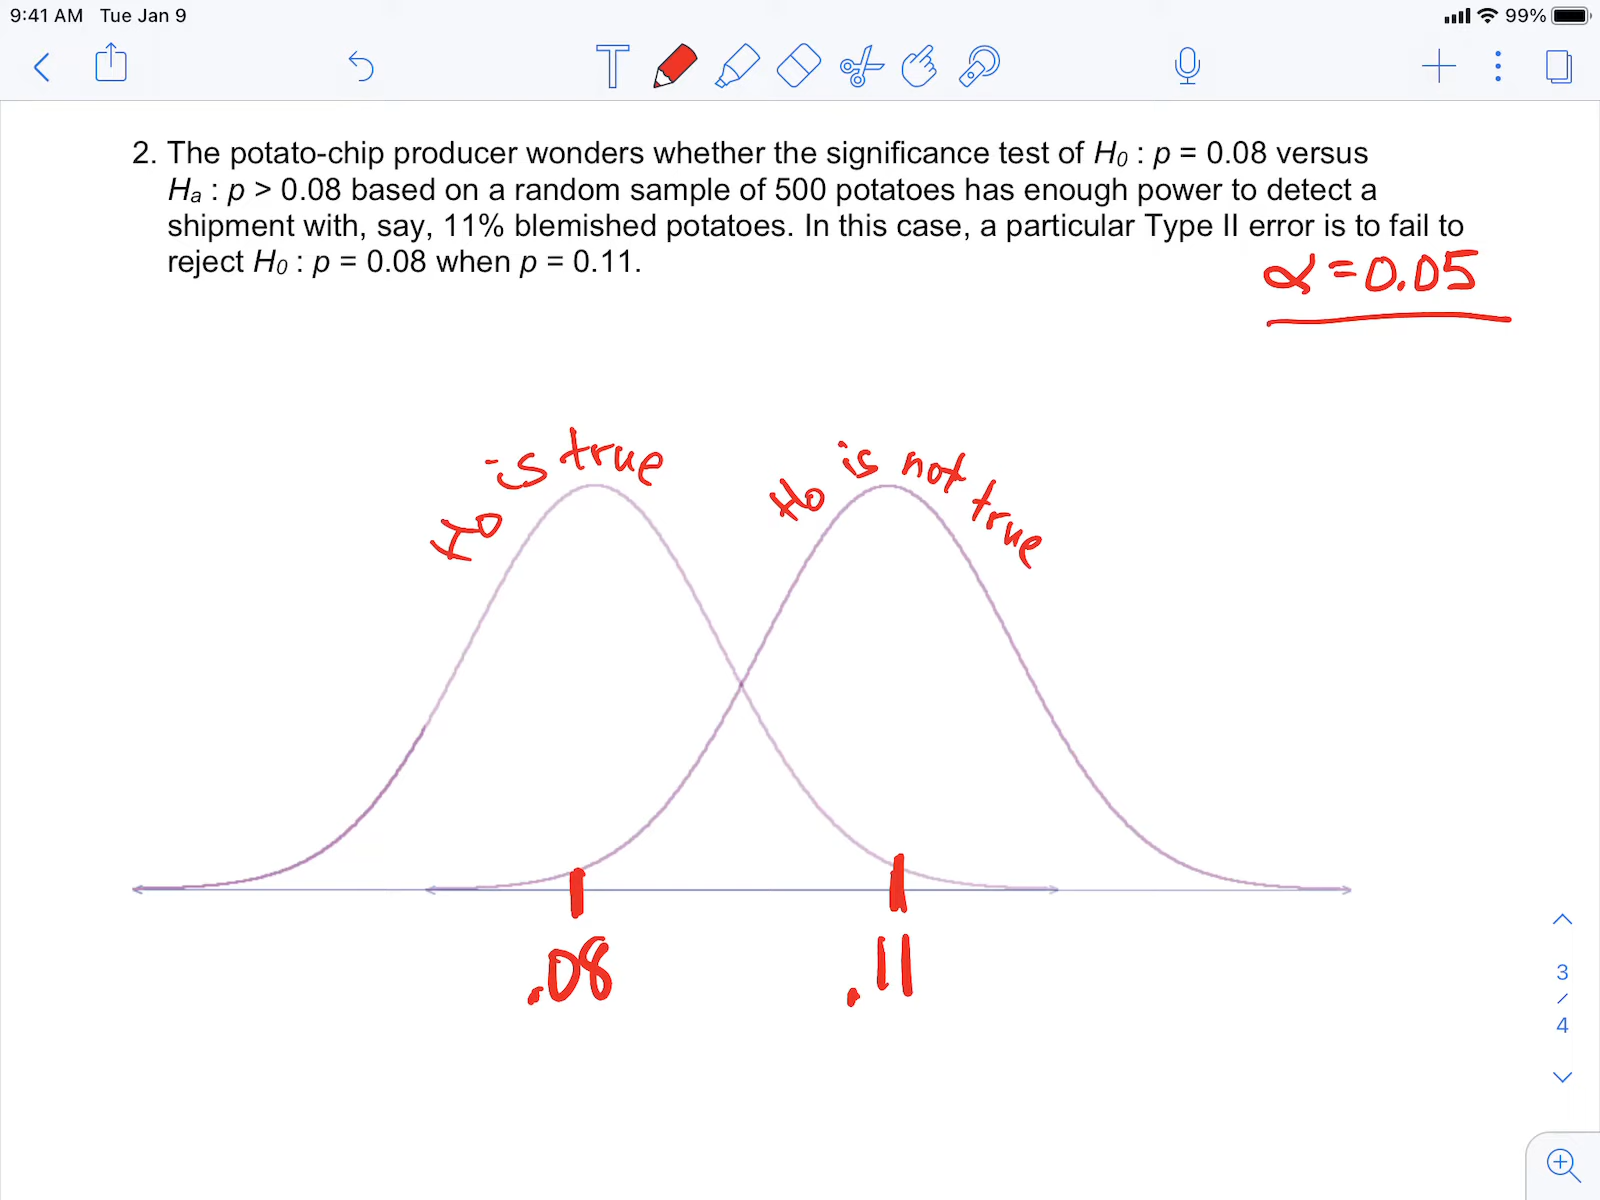 9:41 AM Tue Jan 9
99%
2. The potato-chip producer wonders whether the significance test of H₀ : p = 0.08 versus
Hₐ : p > 0.08 based on a random sample of 500 potatoes has enough power to detect a
shipment with, say, 11% blemished potatoes. In this case, a particular Type II error is to fail to
reject H₀ : p = 0.08 when p = 0.11.
α = 0.05
H₀ is true
H₀ is not true
.08
.11
3
/
4